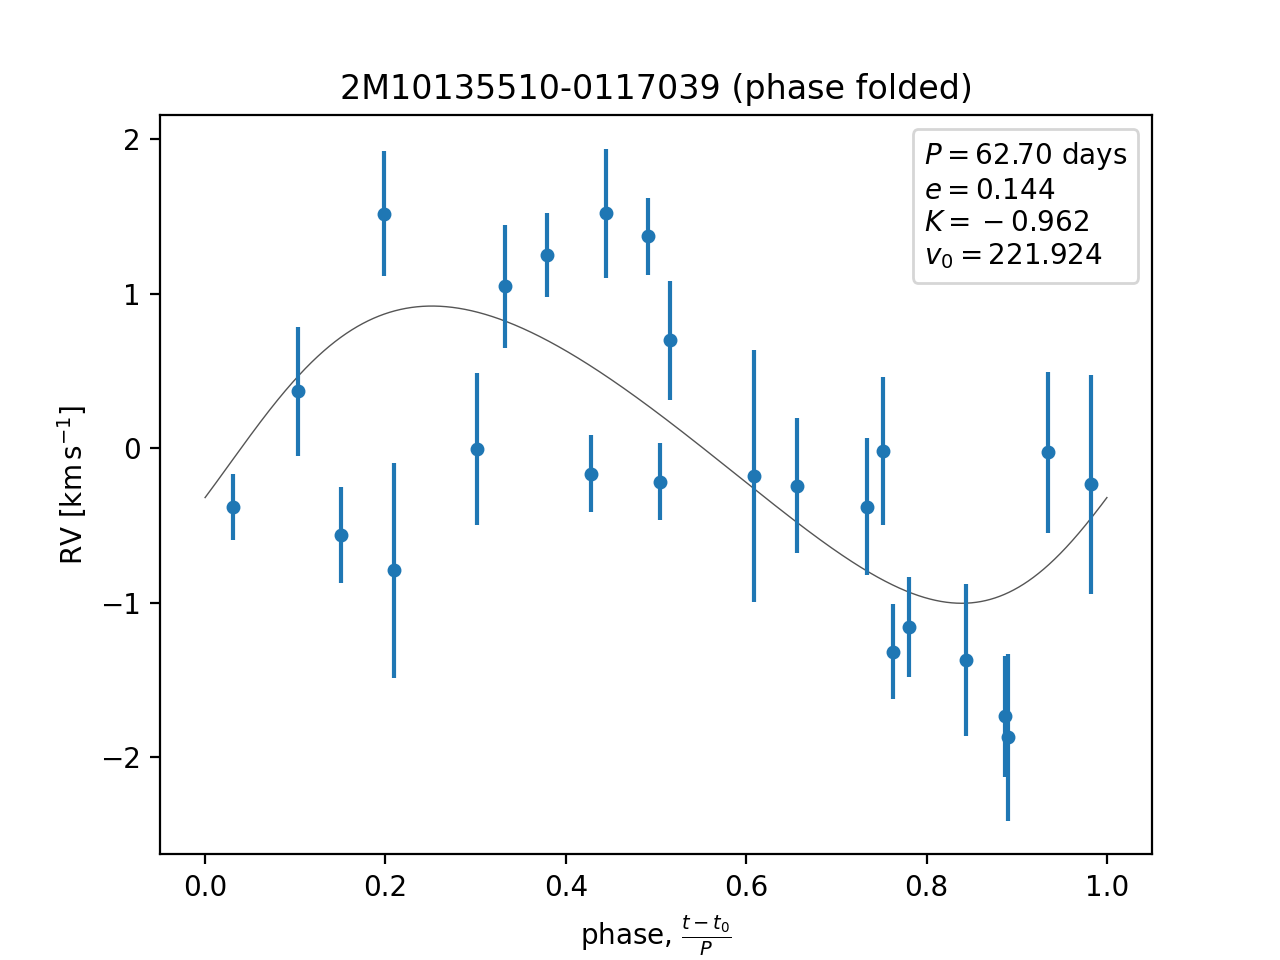 2M10135510-0117039 (phase folded)
P = 62.70 days
e = 0.144
K = −0.962
v₀ = 221.924
RV [km s⁻¹]
2
1
0
−1
−2
0.0 0.2 0.4 0.6 0.8 1.0
phase, (t − t₀)/P